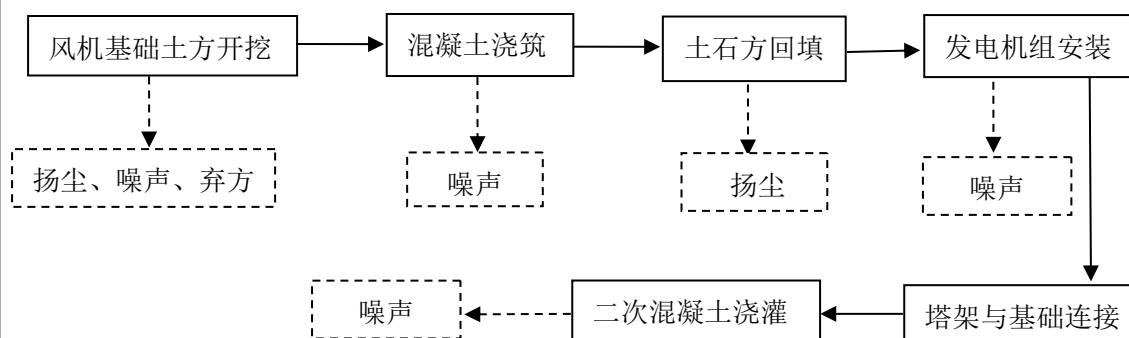 风机基础土方开挖
混凝土浇筑
土石方回填
发电机组安装
扬尘、噪声、弃方
噪声
扬尘
噪声
噪声
二次混凝土浇灌
塔架与基础连接